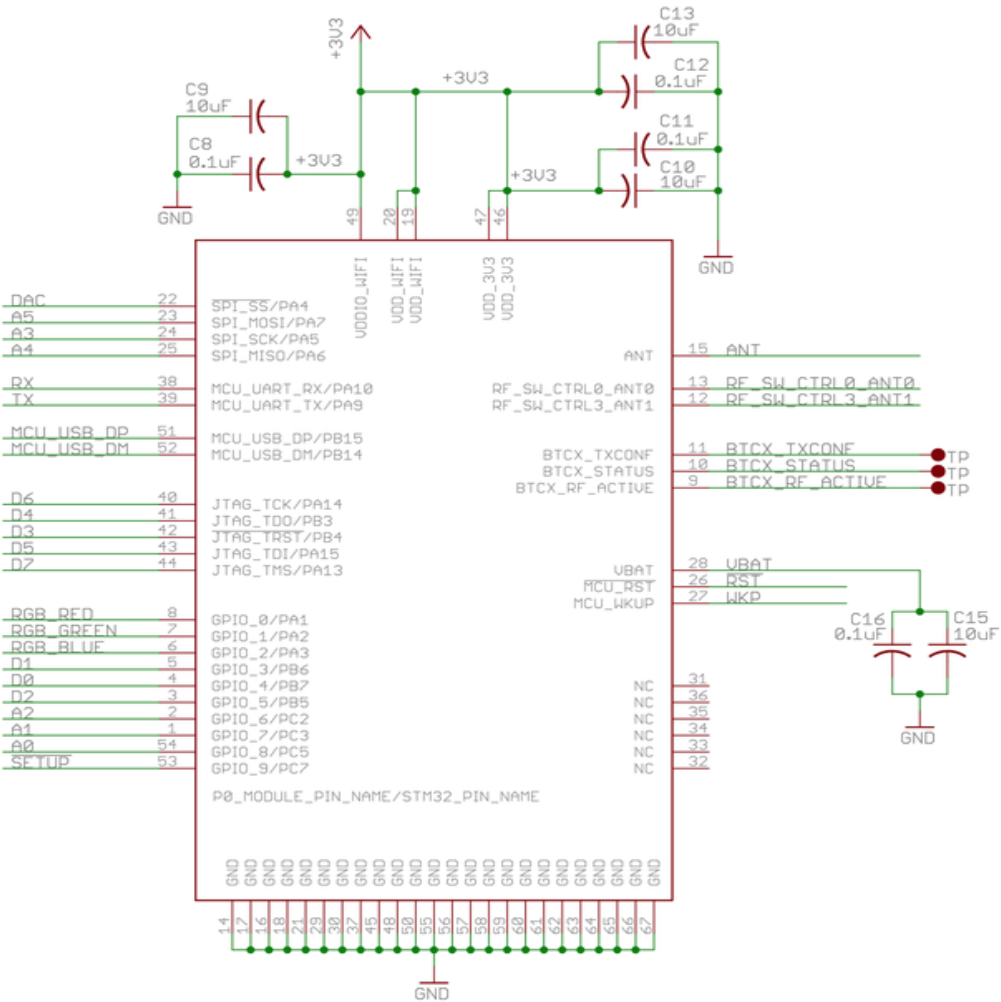 +3V3
C13
10uF
C12
0.1uF
+3V3
C9
10uF
C8
0.1uF
+3V3
C11
0.1uF
C10
10uF
+3V3
GND
GND
49
20
19
47
46
VDDIO_WIFI
VDD_WIFI
VDD_WIFI
VDD_3V3
VDD_3V3
DAC 22 SPI_SS/PA4
A5 23 SPI_MOSI/PA7
A3 24 SPI_SCK/PA5
A4 25 SPI_MISO/PA6
RX 38 MCU_UART_RX/PA10
TX 39 MCU_UART_TX/PA9
MCU_USB_DP 51 MCU_USB_DP/PB15
MCU_USB_DM 52 MCU_USB_DM/PB14
D6 40 JTAG_TCK/PA14
D4 41 JTAG_TDO/PB3
D3 42 JTAG_TRST/PB4
D5 43 JTAG_TDI/PA15
D7 44 JTAG_TMS/PA13
RGB_RED 8 GPIO_0/PA1
RGB_GREEN 7 GPIO_1/PA2
RGB_BLUE 6 GPIO_2/PA3
D1 5 GPIO_3/PB6
D0 4 GPIO_4/PB7
D2 3 GPIO_5/PB5
A2 2 GPIO_6/PC2
A1 1 GPIO_7/PC3
A0 54 GPIO_8/PC5
SETUP 53 GPIO_9/PC7
ANT 15 ANT
RF_SW_CTRL0_ANT0 13 RF_SW_CTRL0_ANT0
RF_SW_CTRL3_ANT1 12 RF_SW_CTRL3_ANT1
BTCX_TXCONF 11 BTCX_TXCONF TP
BTCX_STATUS 10 BTCX_STATUS TP
BTCX_RF_ACTIVE 9 BTCX_RF_ACTIVE TP
VBAT 28 VBAT
MCU_RST 26 RST
MCU_WKUP 27 WKP
C16
0.1uF
C15
10uF
GND
NC 31
NC 36
NC 35
NC 34
NC 33
NC 32
P0_MODULE_PIN_NAME/STM32_PIN_NAME
GND GND GND GND GND GND GND GND GND GND GND GND GND GND GND GND GND GND GND GND GND GND GND GND
14 17 16 18 21 29 30 37 45 48 50 55 56 57 58 59 60 61 62 63 64 65 66 67
GND